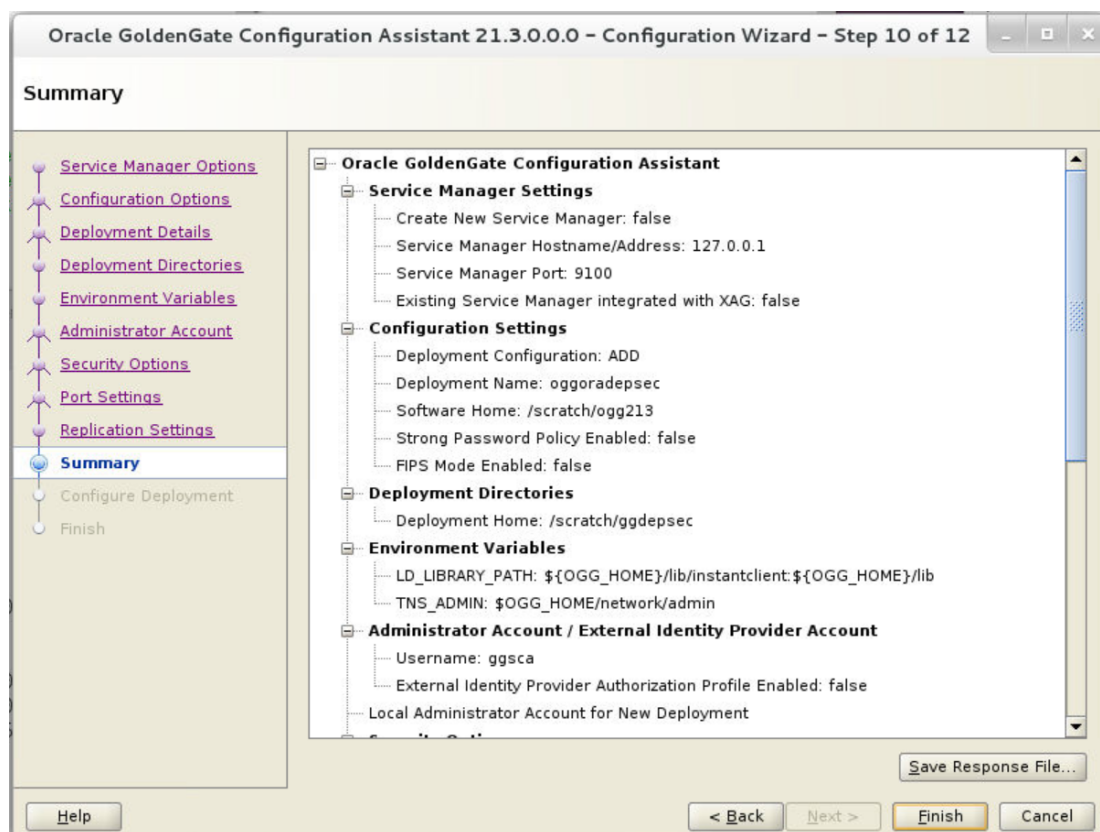 Oracle GoldenGate Configuration Assistant 21.3.0.0.0 – Configuration Wizard – Step 10 of 12
Summary
Service Manager Options
Configuration Options
Deployment Details
Deployment Directories
Environment Variables
Administrator Account
Security Options
Port Settings
Replication Settings
Summary
Configure Deployment
Finish
Oracle GoldenGate Configuration Assistant
Service Manager Settings
Create New Service Manager: false
Service Manager Hostname/Address: 127.0.0.1
Service Manager Port: 9100
Existing Service Manager integrated with XAG: false
Configuration Settings
Deployment Configuration: ADD
Deployment Name: oggoradepsec
Software Home: /scratch/ogg213
Strong Password Policy Enabled: false
FIPS Mode Enabled: false
Deployment Directories
Deployment Home: /scratch/ggdepsec
Environment Variables
LD_LIBRARY_PATH: ${OGG_HOME}/lib/instantclient:${OGG_HOME}/lib
TNS_ADMIN: $OGG_HOME/network/admin
Administrator Account / External Identity Provider Account
Username: ggsca
External Identity Provider Authorization Profile Enabled: false
Local Administrator Account for New Deployment
Save Response File...
Help
< Back
Next >
Finish
Cancel